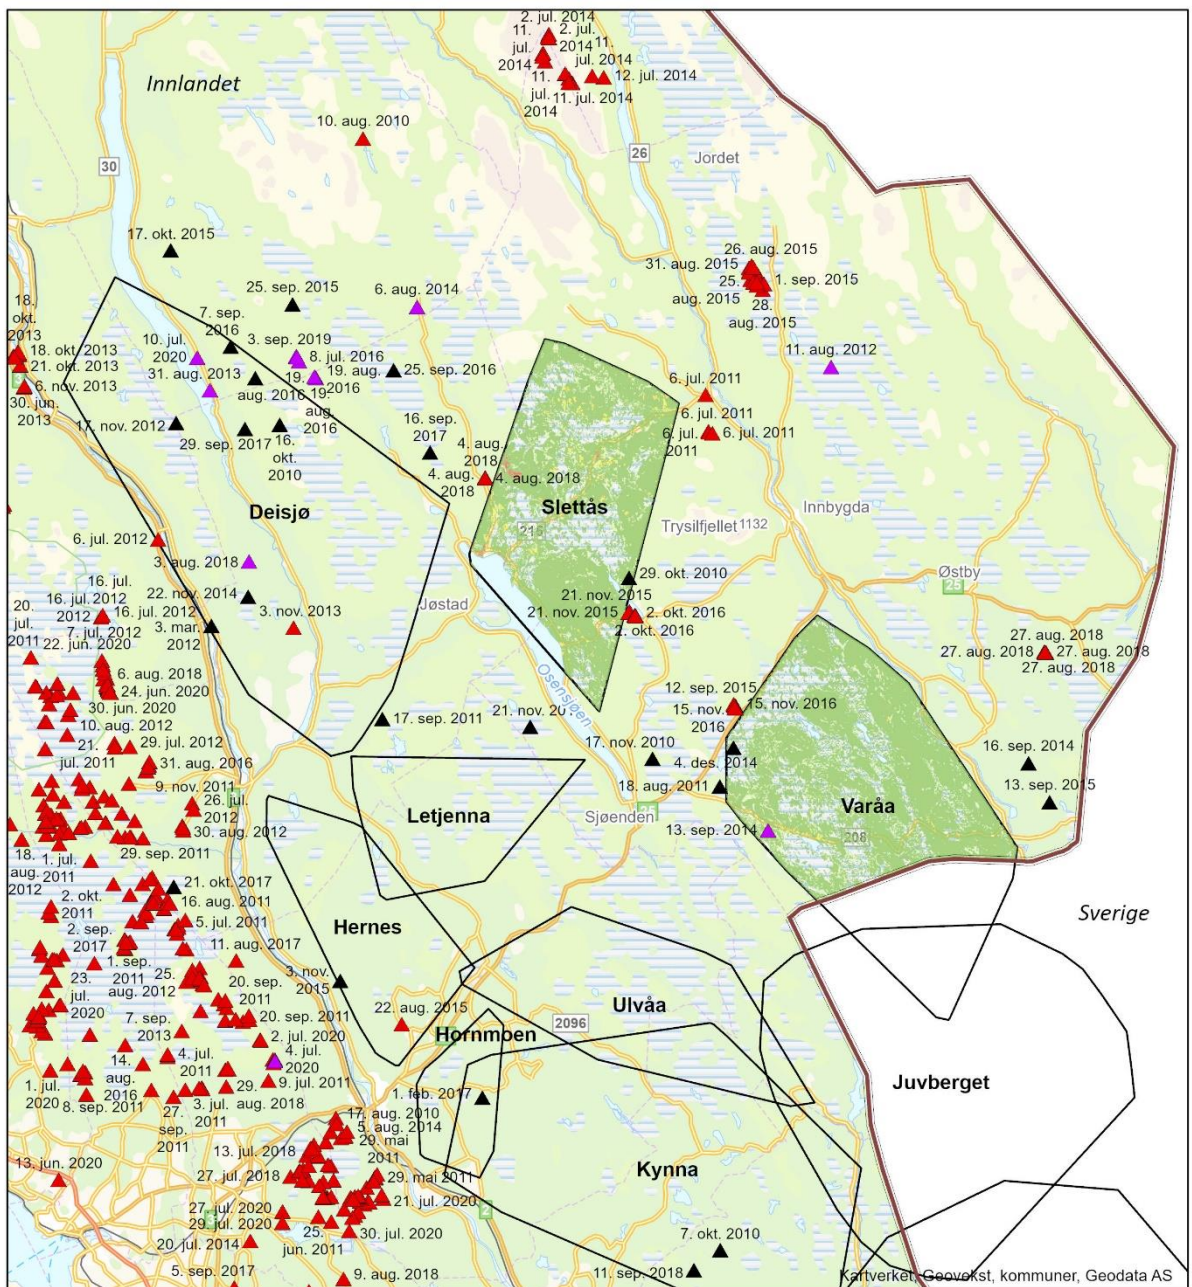 2. jul. 2014
11. jul. 2014
2. jul. 2014
11. jul. 2014
12. jul. 2014
11. jul. 2014
11. jul. 2014
Innlandet
10. aug. 2010
30
26
Jordet
17. okt. 2015
26. aug. 2015
31. aug. 2015
25. aug. 2015
1. sep. 2015
28. aug. 2015
25. sep. 2015
6. aug. 2014
18. okt. 2013
7. sep. 2016
10. jul. 2020
3. sep. 2019
8. jul. 2016
11. aug. 2012
18. okt. 2013
21. okt. 2013
31. aug. 2013
19. aug. 2016
19. aug. 2016
25. sep. 2016
6. nov. 2013
30. jun. 2013
aug. 2016
6. jul. 2011
6. jul. 2011
17. nov. 2012
29. sep. 2017
16. okt. 2010
16. sep. 2017
6. jul. 2011
6. jul. 2011
4. aug. 2018
4. aug. 2018
4. aug. 2018
Deisjø
Slettås
Innbygda
215
Trysilfjellet 1132
6. jul. 2012
3. aug. 2018
Østby
25
16. jul. 2012
16. jul. 2012
22. nov. 2014
Jøstad
29. okt. 2010
20. jul. 2011
16. jul. 2012
3. nov. 2013
21. nov. 2015
21. nov. 2015
2. okt. 2016
7. jul. 2012
3. mar. 2012
2. okt. 2016
22. jun. 2020
27. aug. 2018
27. aug. 2018
27. aug. 2018
6. aug. 2018
24. jun. 2020
Osensjøen
30. jun. 2020
12. sep. 2015
15. nov. 2016
15. nov. 2016
10. aug. 2012
17. sep. 2011
21. nov. 20
21. jul. 2011
29. jul. 2012
17. nov. 2010
4. des. 2014
16. sep. 2014
31. aug. 2016
9. nov. 2011
18. aug. 2011
13. sep. 2015
26. jul. 2012
Letjenna
Sjøenden
25
Varåa
30. aug. 2012
13. sep. 2014
208
29. sep. 2011
18. aug. 2012
1. jul. 2011
21. okt. 2017
2. okt. 2011
16. aug. 2011
Sverige
2. sep. 2017
5. jul. 2011
Hernes
11. aug. 2017
1. sep. 2011
25. aug. 2012
3. nov. 2015
23. jul. 2020
20. sep. 2011
Ulvåa
7. sep. 2013
20. sep. 2011
22. aug. 2015
Hornmoen
2096
2. jul. 2020
14. aug. 2016
4. jul. 2011
4. jul. 2020
Juvberget
1. jul. 2020
9. jul. 2011
29. aug. 2018
1. feb. 2017
8. sep. 2011
27. sep. 2011
3. jul. 2011
17. aug. 2010
5. aug. 2014
29. mai 2011
13. jul. 2018
13. jun. 2020
Kynna
27. jul. 2018
29. mai 2011
21. jul. 2020
27. jul. 2020
29. jul. 2020
3
2
25. jun. 2011
30. jul. 2020
20. jul. 2014
7. okt. 2010
5. sep. 2017
9. aug. 2018
11. sep. 2018
Kartverket, Geovekst, kommuner, Geodata AS